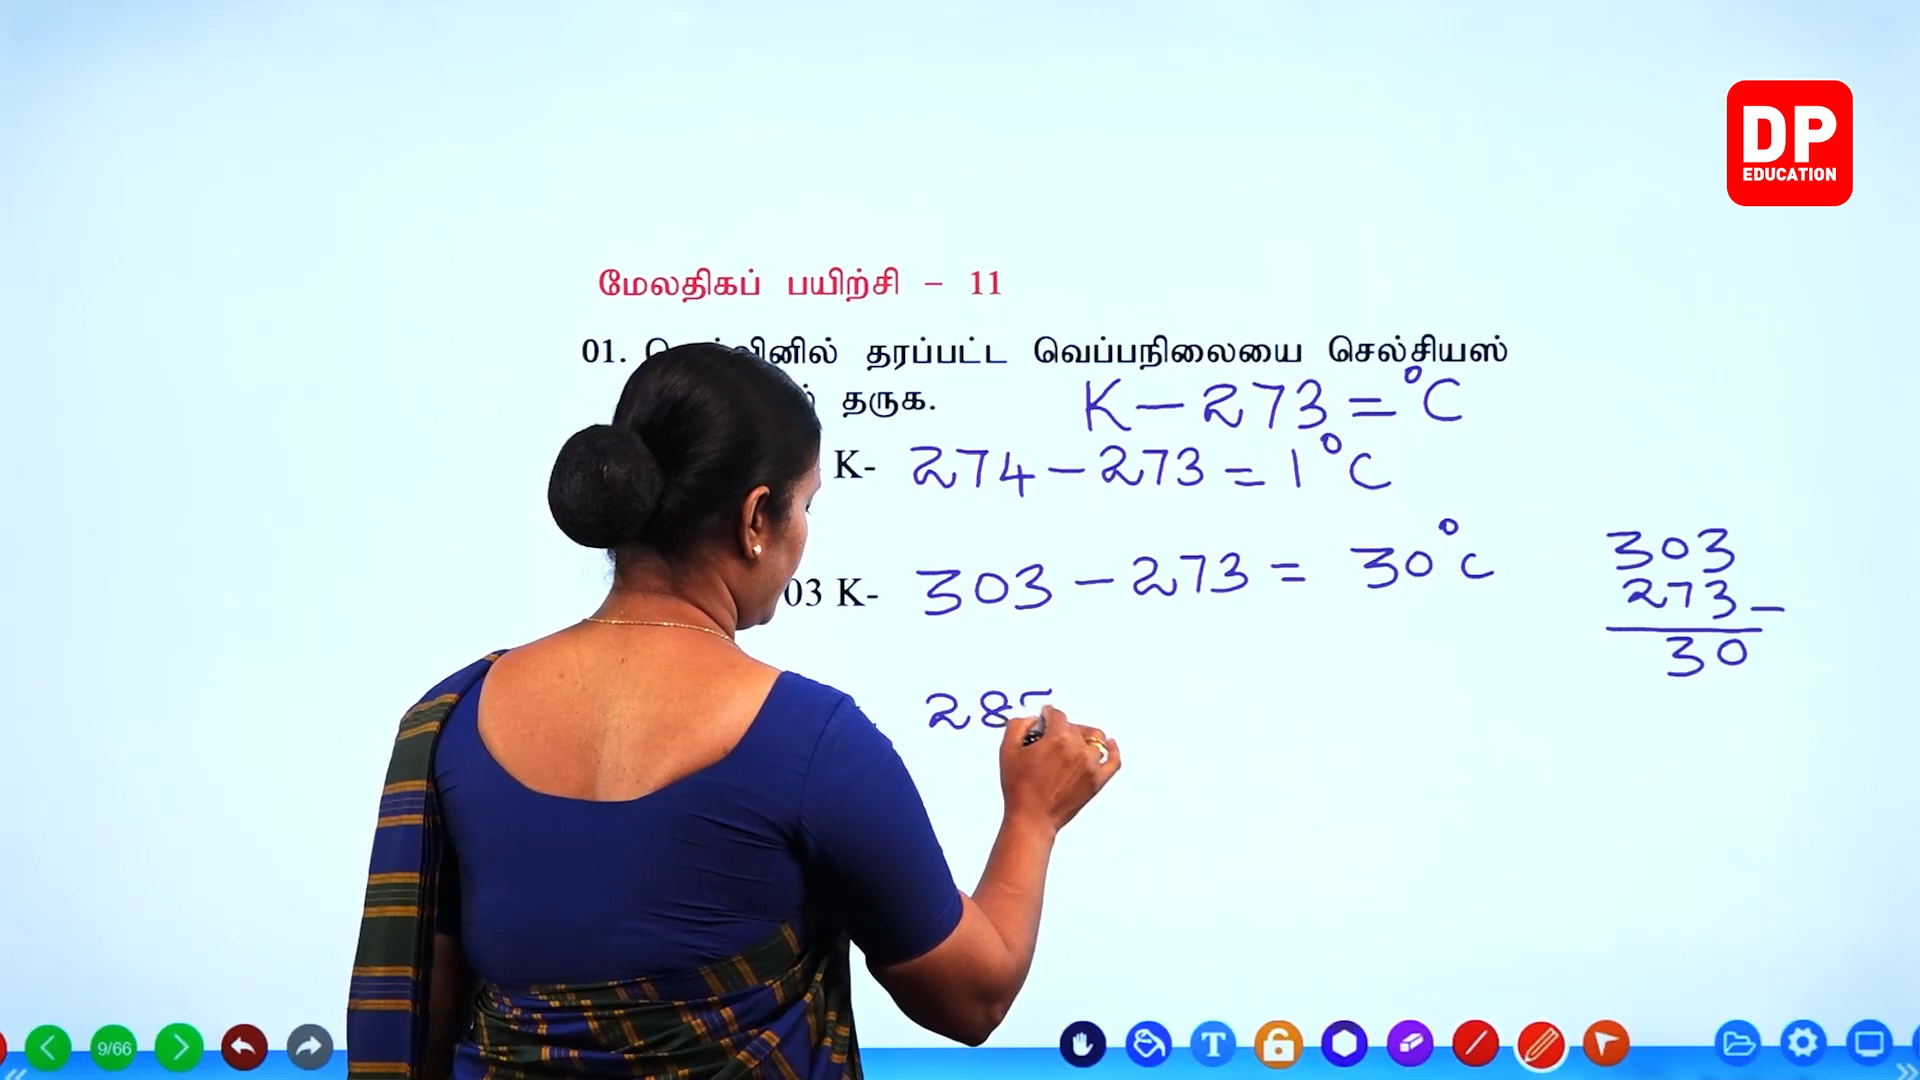 DP
EDUCATION
மேலதிகப் பயிற்சி – 11
01. தரப்பட்ட வெப்பநிலையை செல்சியஸ்
தருக.
K – 273 = °C
K- 274 – 273 = 1°C
03 K- 303 – 273 = 30°C
303
273 –
30
28
9/66